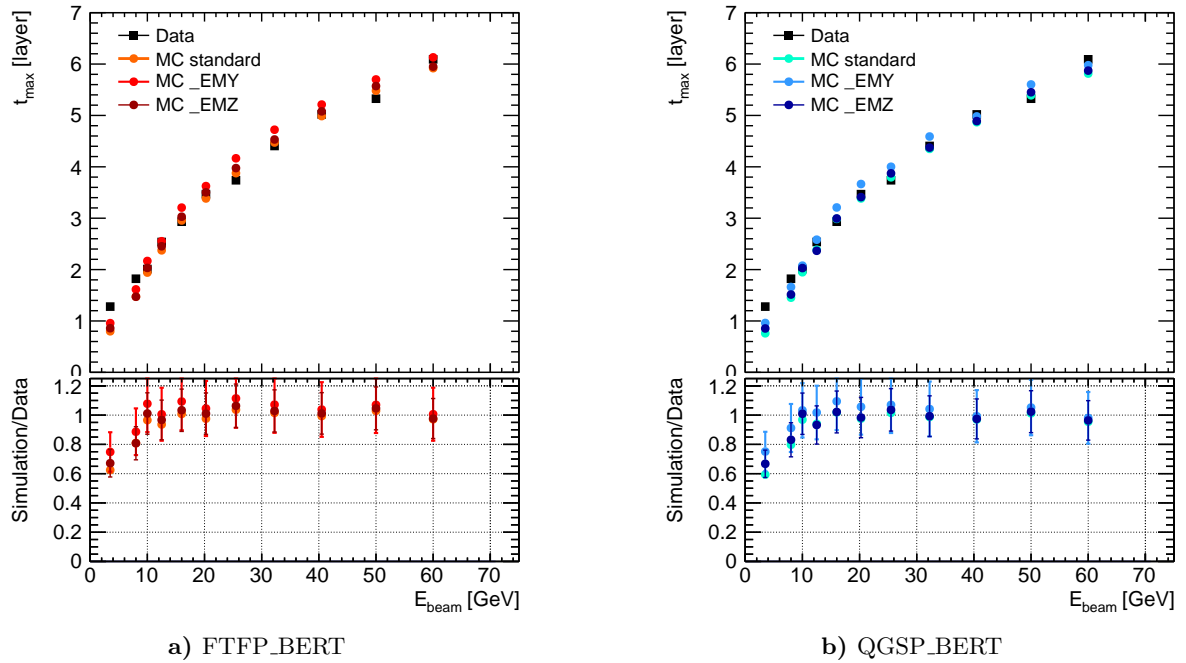 t_max [layer]
7
6
5
4
3
2
1
0
Data
MC standard
MC _EMY
MC _EMZ
Simulation/Data
1.2
1
0.8
0.6
0.4
0.2
0
0 10 20 30 40 50 60 70
E_beam [GeV]
a) FTFP_BERT
t_max [layer]
7
6
5
4
3
2
1
0
Data
MC standard
MC _EMY
MC _EMZ
Simulation/Data
1.2
1
0.8
0.6
0.4
0.2
0
0 10 20 30 40 50 60 70
E_beam [GeV]
b) QGSP_BERT